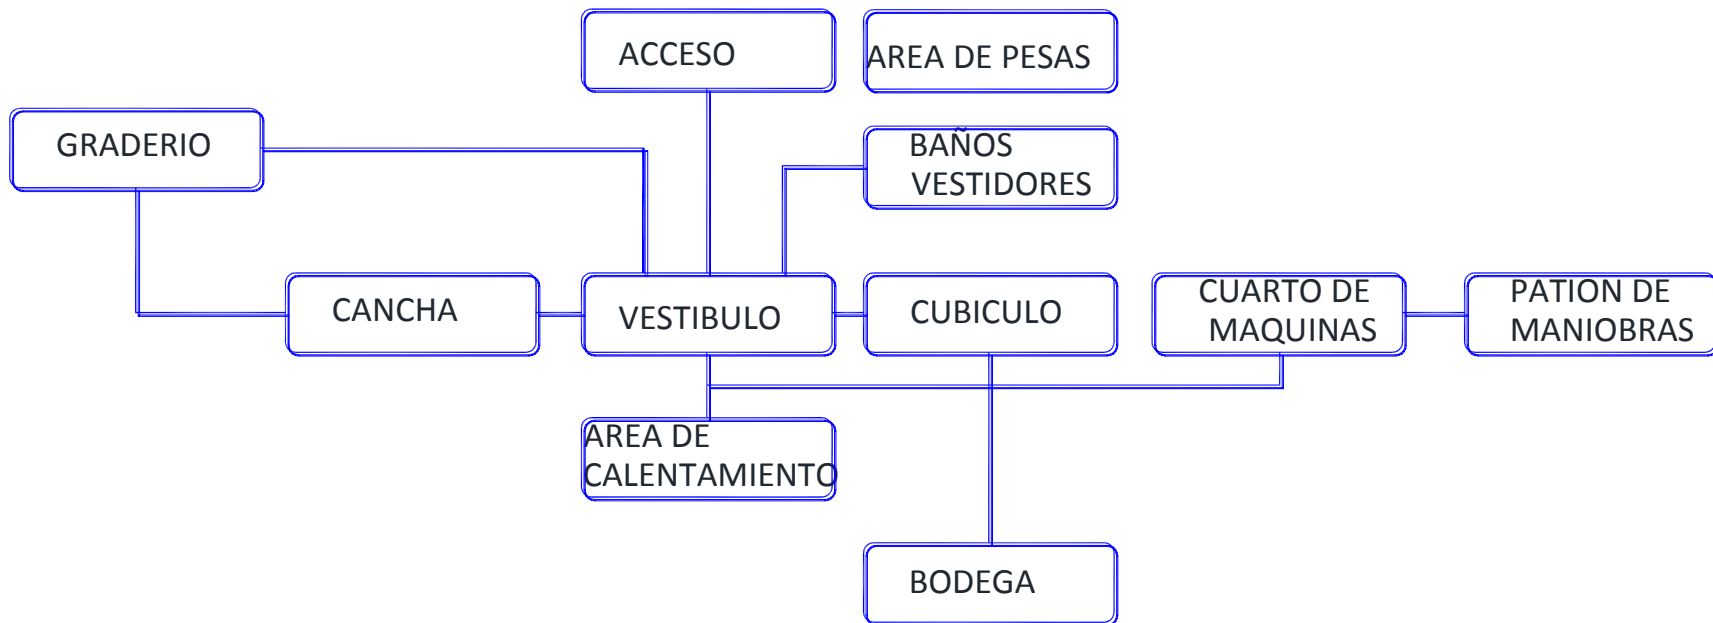 ACCESO
AREA DE PESAS
GRADERIO
BAÑOS
VESTIDORES
CANCHA
VESTIBULO
CUBICULO
CUARTO DE
MAQUINAS
PATION DE
MANIOBRAS
AREA DE
CALENTAMIENTO
BODEGA